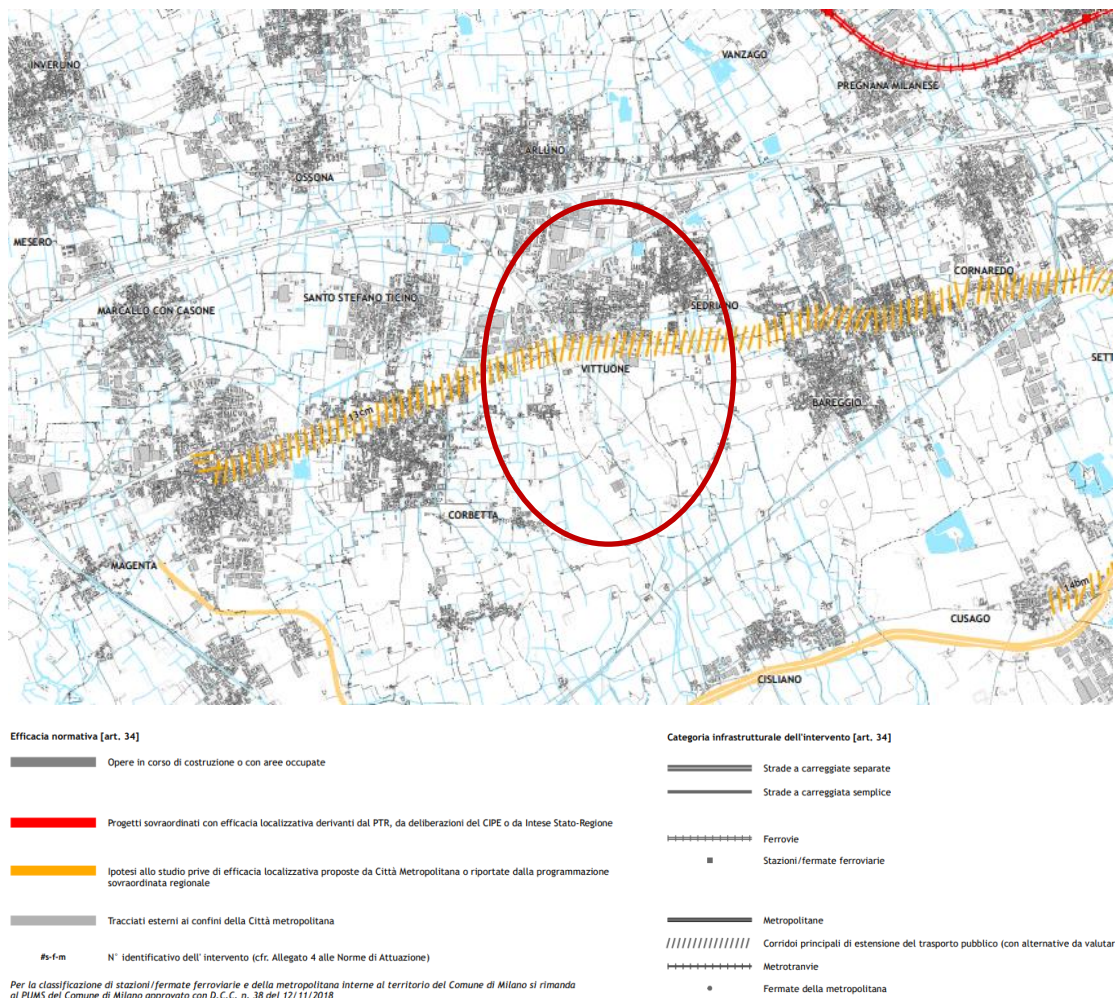 VANZAGO
INVERUNO
PREGNANA MILANESE
ARLUNO
OSSONA
MESERO
CORNAREDO
SANTO STEFANO TICINO
SEDRIANO
MARCALLO CON CASONE
SETT
VITTUONE
BAREGGIO
13cm
CORBETTA
MAGENTA
14bm
CUSAGO
CISLIANO
Efficacia normativa [art. 34]
Opere in corso di costruzione o con aree occupate
Progetti sovraordinati con efficacia localizzativa derivanti dal PTR, da deliberazioni del CIPE o da Intese Stato-Regione
Ipotesi allo studio prive di efficacia localizzativa proposte da Città Metropolitana o riportate dalla programmazione
sovraordinata regionale
Tracciati esterni ai confini della Città metropolitana
#s-f-m N° identificativo dell' intervento (cfr. Allegato 4 alle Norme di Attuazione)
Per la classificazione di stazioni/fermate ferroviarie e della metropolitana interne al territorio del Comune di Milano si rimanda
al PUMS del Comune di Milano approvato con D.C.C. n. 38 del 12/11/2018
Categoria infrastrutturale dell'intervento [art. 34]
Strade a carreggiate separate
Strade a carreggiata semplice
Ferrovie
Stazioni/fermate ferroviarie
Metropolitane
Corridoi principali di estensione del trasporto pubblico (con alternative da valutar
Metrotranvie
Fermate della metropolitana